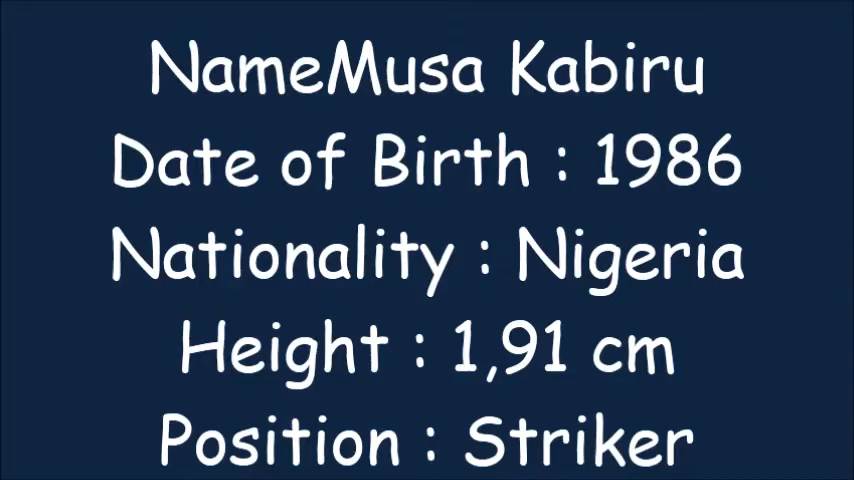 NameMusa Kabiru
Date of Birth : 1986
Nationality : Nigeria
Height : 1,91 cm
Position : Striker